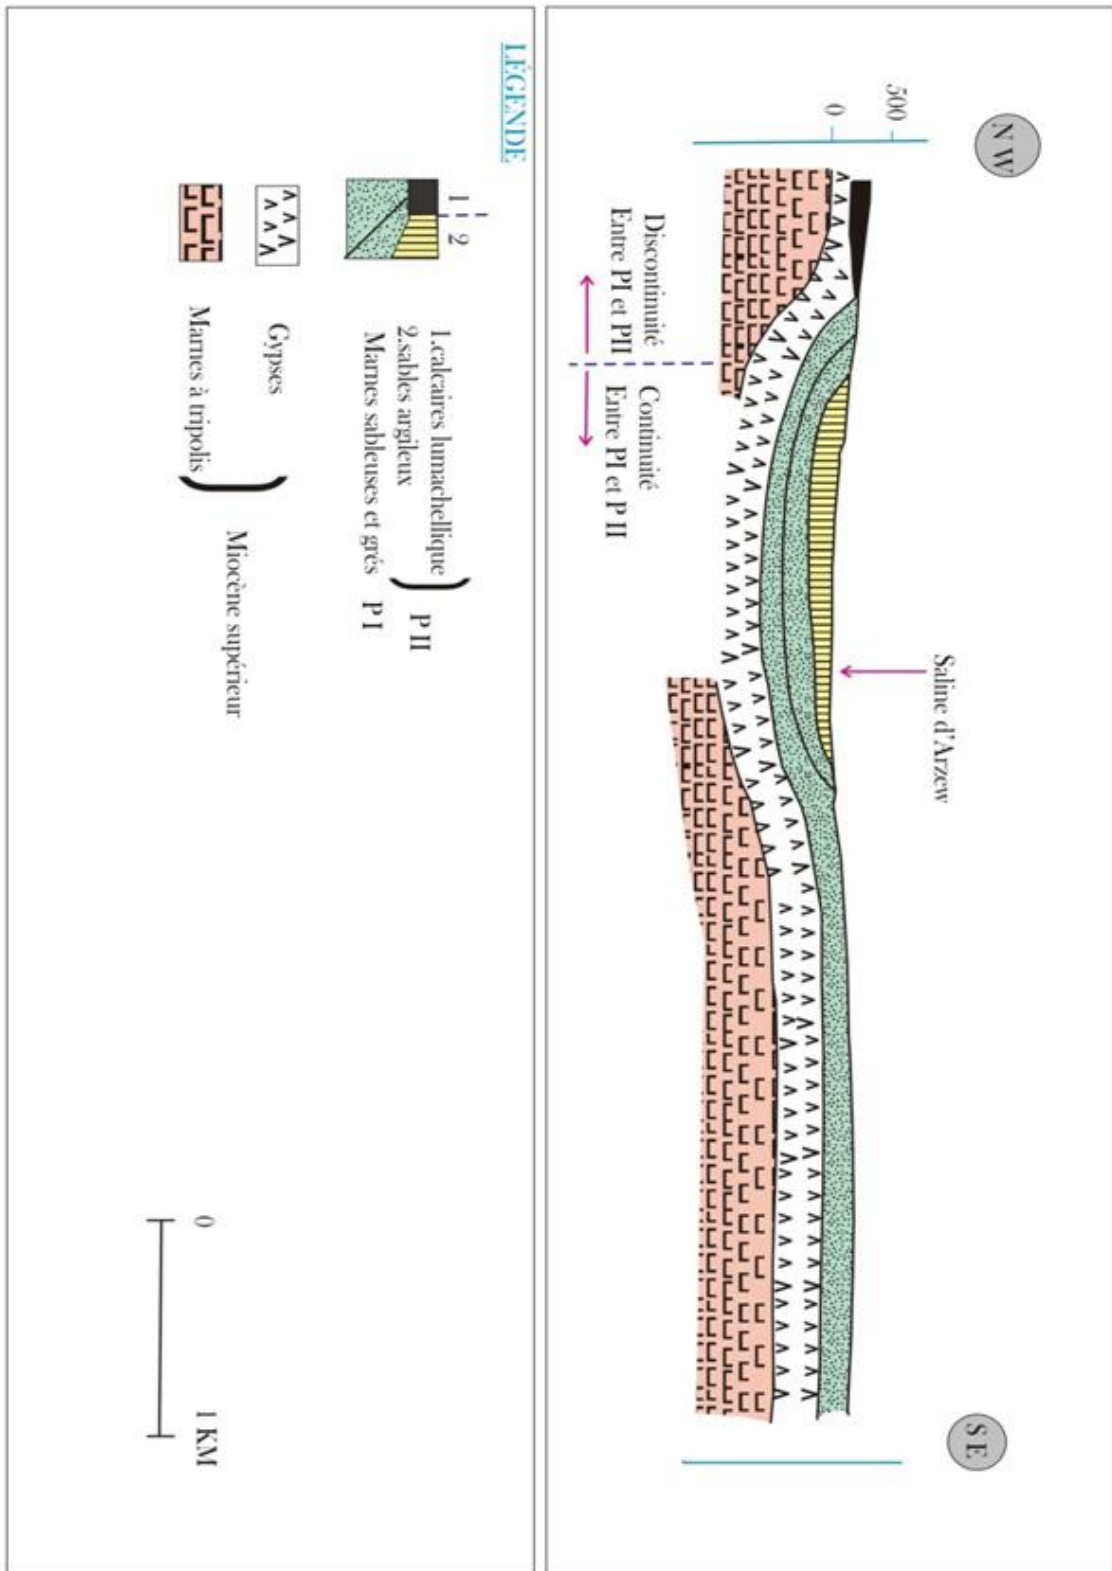 N W
500
0
Saline d'Arzew
S E
Discontinuité
Entre PI et PII
Continuité
Entre PI et P II
LÉGENDE
1
2
1.calcaires lumachellique
2.sables argileux
P II
Marnes sableuses et grés
P I
Gypses
Marnes à tripolis
Miocène supérieur
0
1 KM